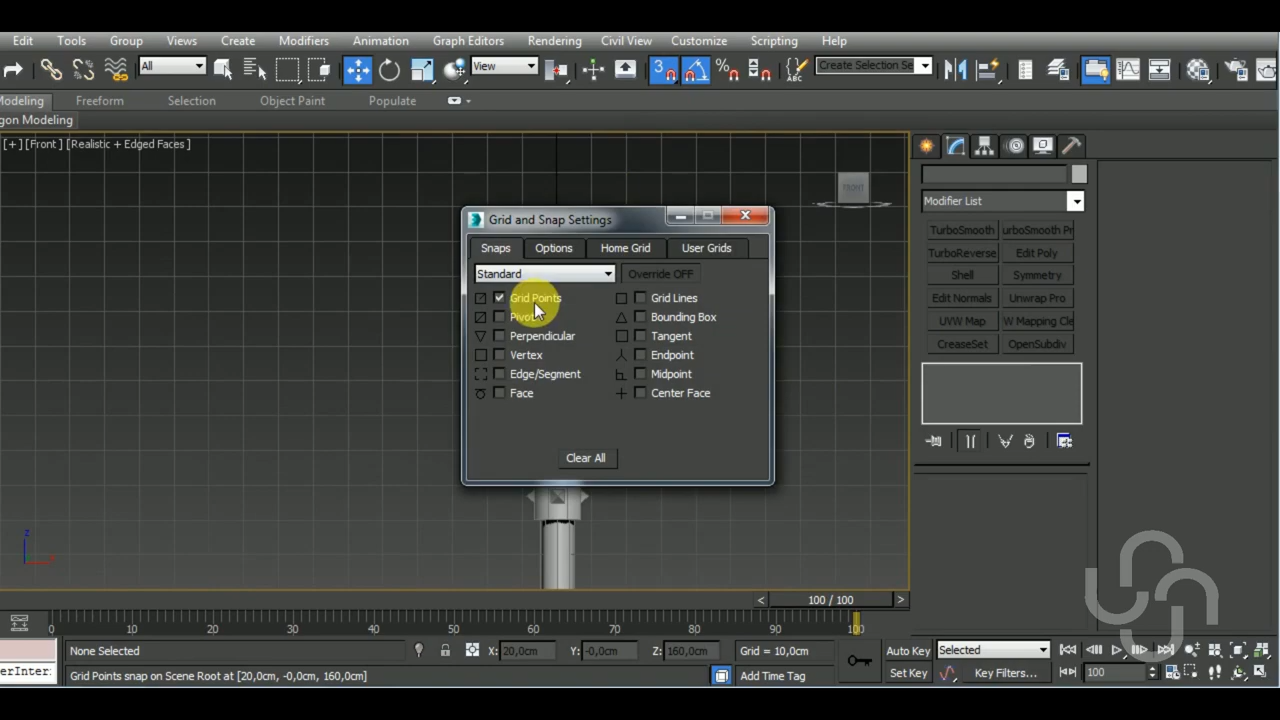 Edit Tools Group Views Create Modifiers Animation Graph Editors Rendering Civil View Customize Scripting Help
All View 3 ABC Create Selection Se
Modeling Freeform Selection Object Paint Populate
gon Modeling
[+] [Front ] [Realistic + Edged Faces ]
FRONT
Modifier List
TurboSmooth urboSmooth Pr
TurboReverse Edit Poly
Shell Symmetry
Edit Normals Unwrap Pro
UVW Map W Mapping Cle
CreaseSet OpenSubdiv
Grid and Snap Settings
Snaps Options Home Grid User Grids
Standard Override OFF
Grid Points Grid Lines
Pivot Bounding Box
Perpendicular Tangent
Vertex Endpoint
Edge/Segment Midpoint
Face Center Face
Clear All
z
< 100 / 100 >
0 10 20 30 40 50 60 70 80 90 100
None Selected X: 20,0cm Y: -0,0cm Z: 160,0cm Grid = 10,0cm Auto Key Selected
erInter: Grid Points snap on Scene Root at [20,0cm, -0,0cm, 160,0cm] Add Time Tag Set Key Key Filters... 100